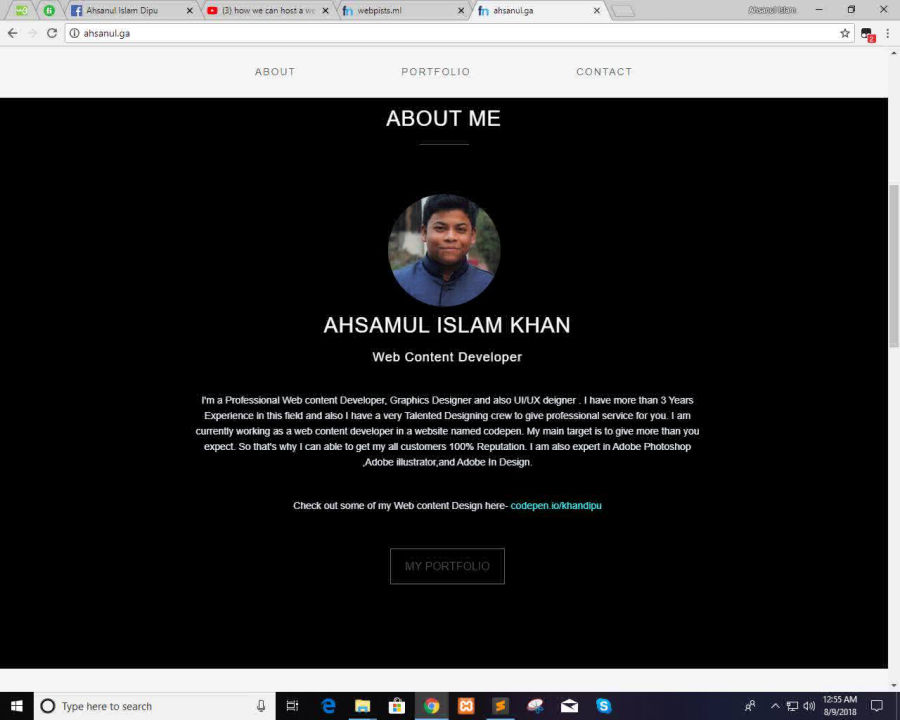 Ahsanul Islam Dipu
(3) how we can host a we
webpists.ml
ahsanul.ga
Ahsanul Islam
ahsanul.ga
2
ABOUT
PORTFOLIO
CONTACT
ABOUT ME
AHSAMUL ISLAM KHAN
Web Content Developer
I'm a Professional Web content Developer, Graphics Designer and also UI/UX deigner . I have more than 3 Years
Experience in this field and also I have a very Talented Designing crew to give professional service for you. I am
currently working as a web content developer in a website named codepen. My main target is to give more than you
expect. So that's why I can able to get my all customers 100% Reputation. I am also expert in Adobe Photoshop
,Adobe illustrator,and Adobe In Design.
Check out some of my Web content Design here- codepen.io/khandipu
MY PORTFOLIO
Type here to search
12:55 AM
8/9/2018